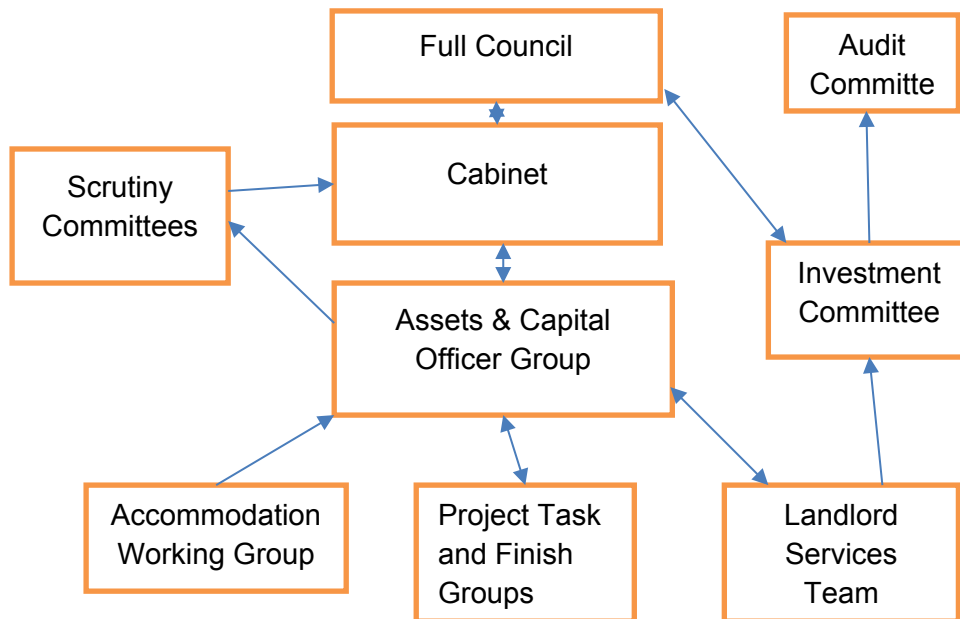 Full Council
Audit
Committe
Cabinet
Scrutiny
Committees
Investment
Committee
Assets & Capital
Officer Group
Accommodation
Working Group
Project Task
and Finish
Groups
Landlord
Services
Team